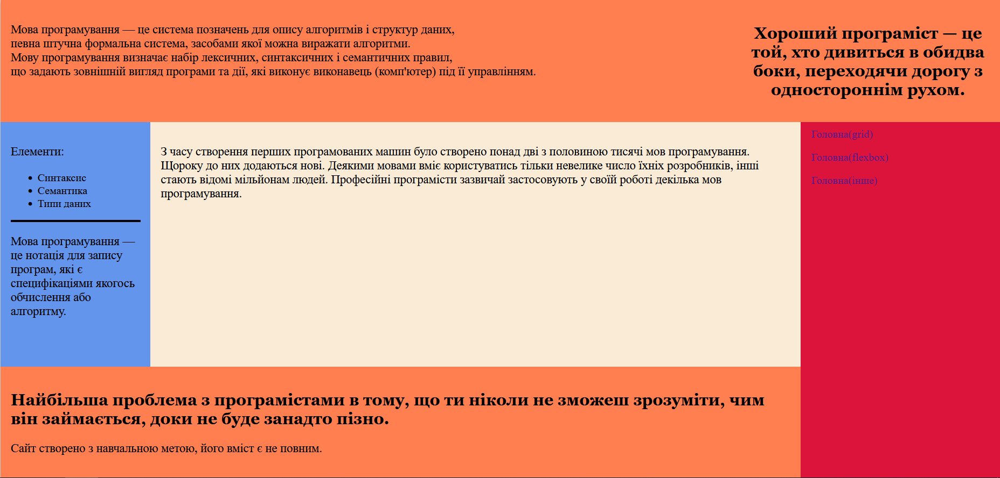 Мова програмування — це система позначень для опису алгоритмів і структур даних,
певна штучна формальна система, засобами якої можна виражати алгоритми.
Мову програмування визначає набір лексичних, синтаксичних і семантичних правил,
що задають зовнішній вигляд програми та дії, які виконує виконавець (комп'ютер) під її управлінням.
Хороший програміст — це
той, хто дивиться в обидва
боки, переходячи дорогу з
одностороннім рухом.
Елементи:
• Синтаксис
• Семантика
• Типи даних
Мова програмування —
це нотація для запису
програм, які є
специфікаціями якогось
обчислення або
алгоритму.
З часу створення перших програмованих машин було створено понад дві з половиною тисячі мов програмування.
Щороку до них додаються нові. Деякими мовами вміє користуватись тільки невелике число їхніх розробників, інші
стають відомі мільйонам людей. Професійні програмісти зазвичай застосовують у своїй роботі декілька мов
програмування.
Головна(grid)
Головна(flexbox)
Головна(інше)
Найбільша проблема з програмістами в тому, що ти ніколи не зможеш зрозуміти, чим
він займається, доки не буде занадто пізно.
Сайт створено з навчальною метою, його вміст є не повним.